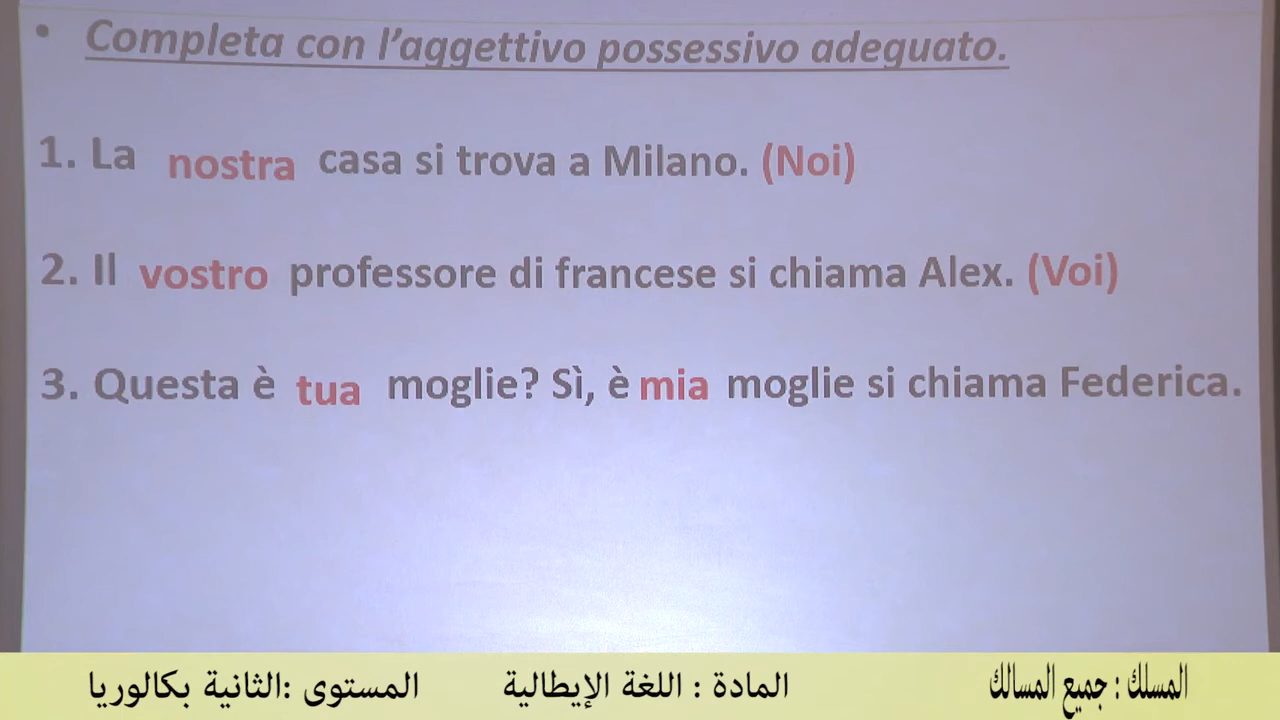 • Completa con l'aggettivo possessivo adeguato.
1. La nostra casa si trova a Milano. (Noi)
2. Il vostro professore di francese si chiama Alex. (Voi)
3. Questa è tua moglie? Sì, è mia moglie si chiama Federica.
المسلك : جميع المسالك المادة : اللغة الإيطالية المستوى :الثانية بكالوريا